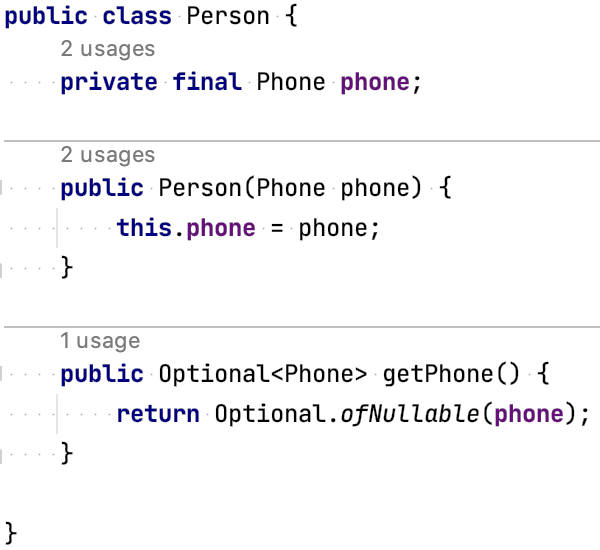 public class Person {
2 usages
private final Phone phone;
2 usages
public Person(Phone phone) {
this.phone = phone;
}
1 usage
public Optional<Phone> getPhone() {
return Optional.ofNullable(phone);
}
}